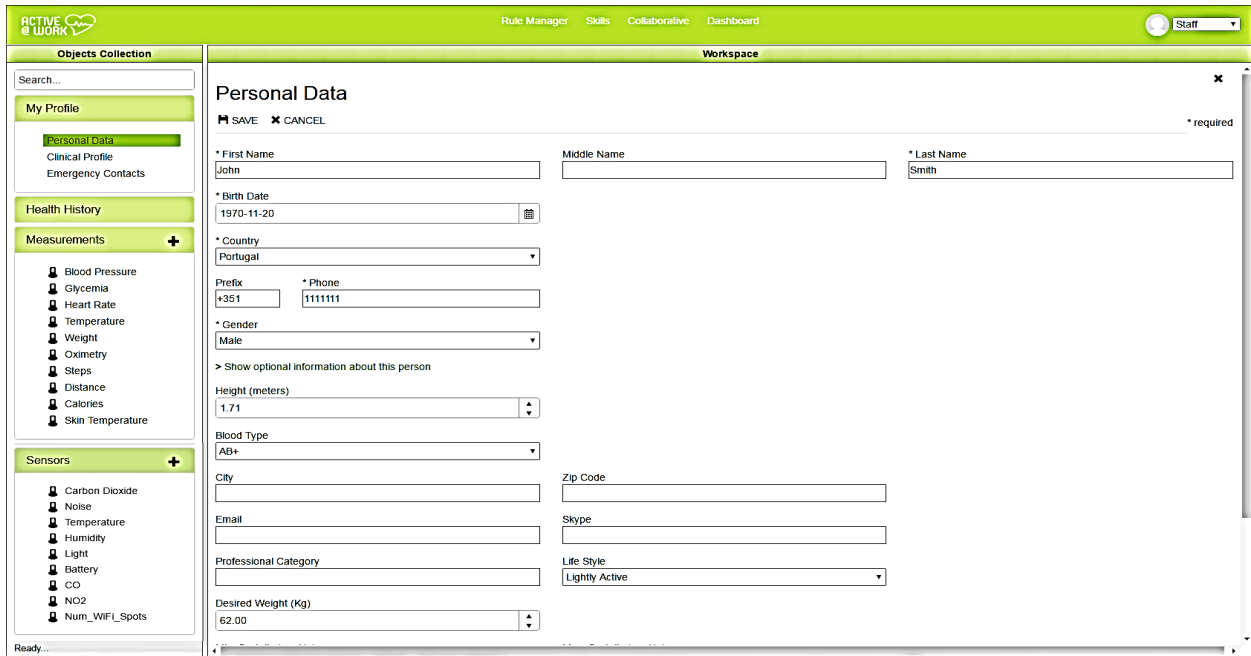 ACTIVE
@ WORK
Rule Manager Skills Collaborative Dashboard
Staff
Objects Collection
Workspace
Search...
My Profile
Personal Data
Clinical Profile
Emergency Contacts
Health History
Measurements
Blood Pressure
Glycemia
Heart Rate
Temperature
Weight
Oximetry
Steps
Distance
Calories
Skin Temperature
Sensors
Carbon Dioxide
Noise
Temperature
Humidity
Light
Battery
CO
NO2
Num_WiFi_Spots
Ready...
Personal Data
SAVE CANCEL
* required
* First Name Middle Name * Last Name
John Smith
* Birth Date
1970-11-20
* Country
Portugal
Prefix * Phone
+351 1111111
* Gender
Male
> Show optional information about this person
Height (meters)
1.71
Blood Type
AB+
City Zip Code
Email Skype
Professional Category Life Style
Lightly Active
Desired Weight (Kg)
62.00